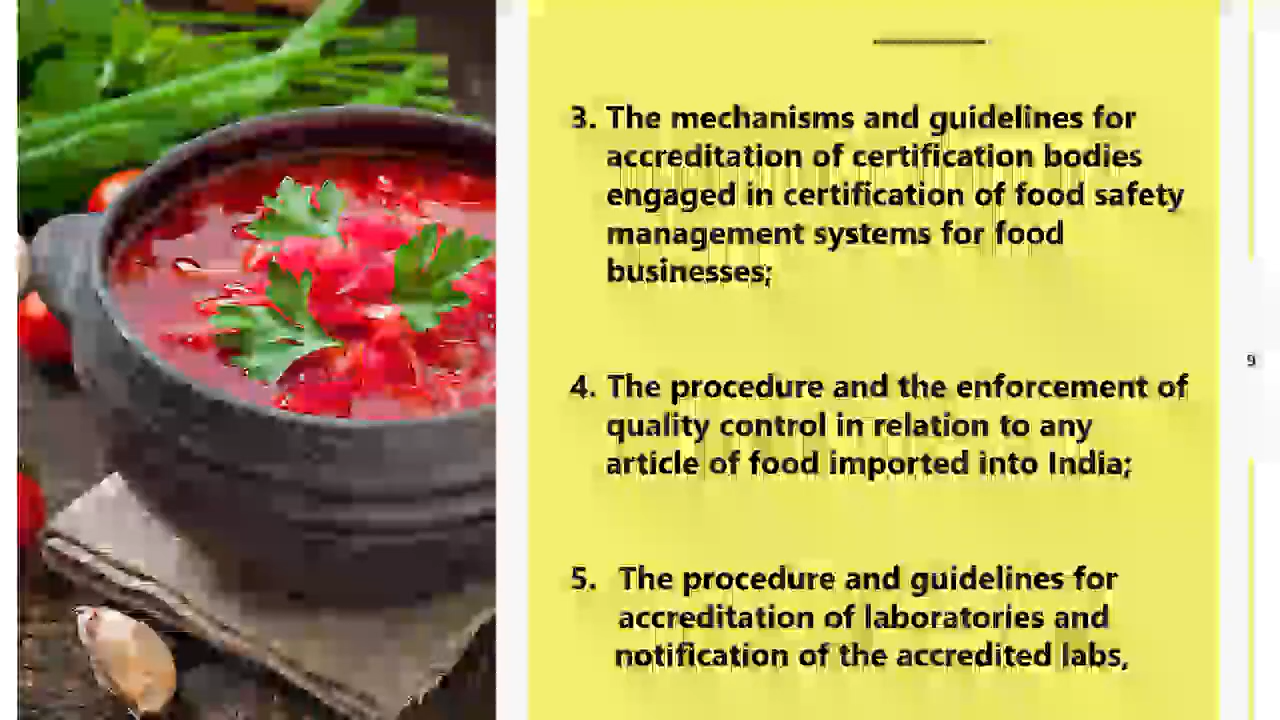 3. The mechanisms and guidelines for
accreditation of certification bodies
engaged in certification of food safety
management systems for food
businesses;
4. The procedure and the enforcement of
quality control in relation to any
article of food imported into India;
5. The procedure and guidelines for
accreditation of laboratories and
notification of the accredited labs,
9